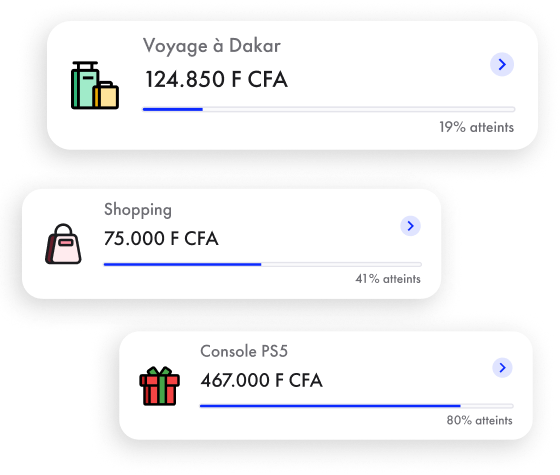 Voyage à Dakar
124.850 F CFA
19% atteints
Shopping
75.000 F CFA
41% atteints
Console PS5
467.000 F CFA
80% atteints